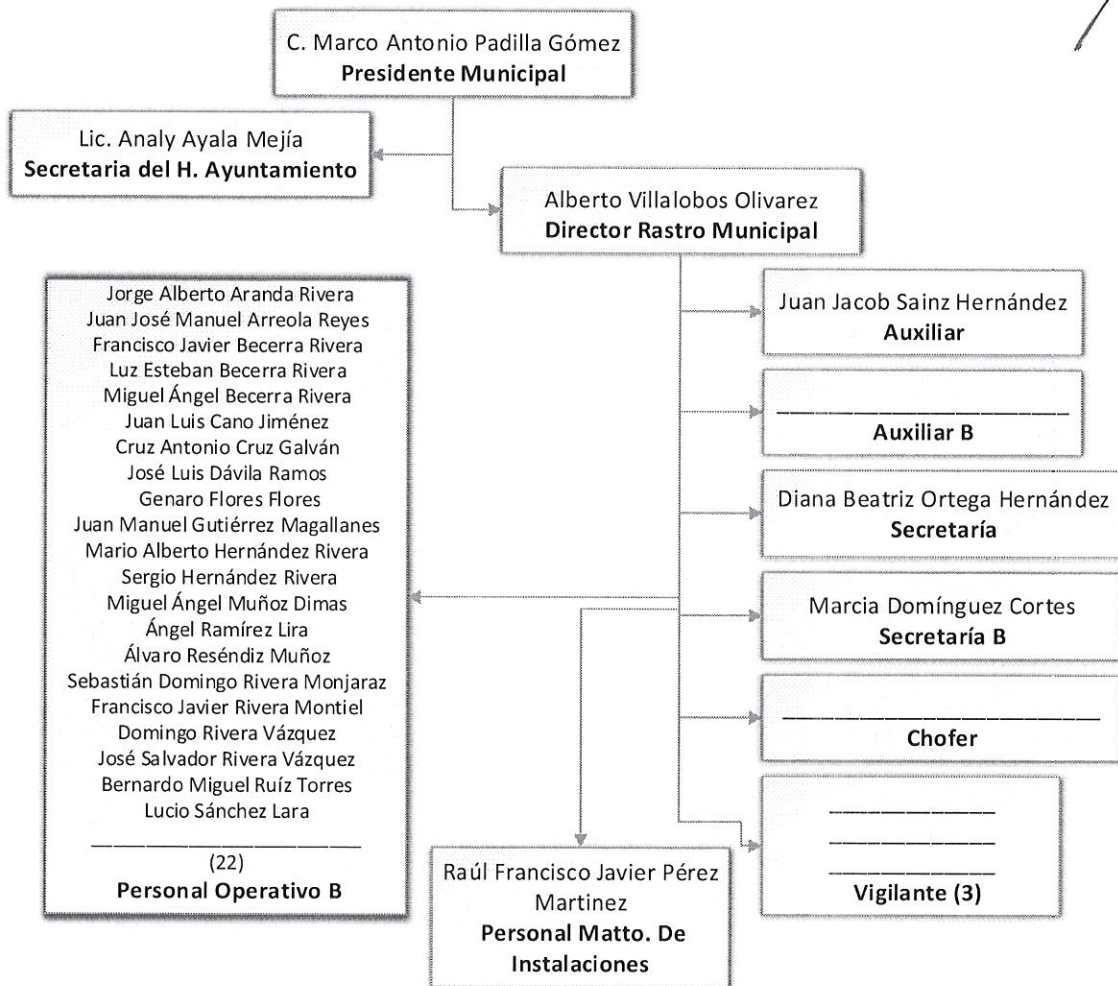 C. Marco Antonio Padilla Gómez
Presidente Municipal
Lic. Analy Ayala Mejía
Secretaria del H. Ayuntamiento
Alberto Villalobos Olivarez
Director Rastro Municipal
Jorge Alberto Aranda Rivera
Juan José Manuel Arreola Reyes
Francisco Javier Becerra Rivera
Luz Esteban Becerra Rivera
Miguel Ángel Becerra Rivera
Juan Luis Cano Jiménez
Cruz Antonio Cruz Galván
José Luis Dávila Ramos
Genaro Flores Flores
Juan Manuel Gutiérrez Magallanes
Mario Alberto Hernández Rivera
Sergio Hernández Rivera
Miguel Ángel Muñoz Dimas
Ángel Ramírez Lira
Álvaro Reséndiz Muñoz
Sebastián Domingo Rivera Monjaraz
Francisco Javier Rivera Montiel
Domingo Rivera Vázquez
José Salvador Rivera Vázquez
Bernardo Miguel Ruíz Torres
Lucio Sánchez Lara
(22)
Personal Operativo B
Juan Jacob Sainz Hernández
Auxiliar
Auxiliar B
Diana Beatriz Ortega Hernández
Secretaría
Marcia Domínguez Cortes
Secretaría B
Chofer
Vigilante (3)
Raúl Francisco Javier Pérez
Martinez
Personal Matto. De
Instalaciones